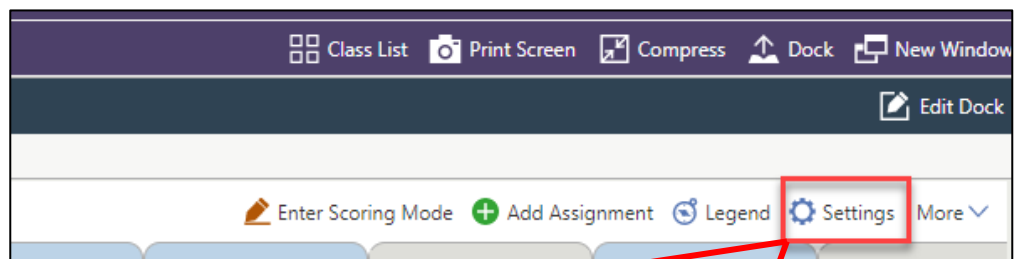 Class List Print Screen Compress Dock New Window
Edit Dock
Enter Scoring Mode Add Assignment Legend Settings More